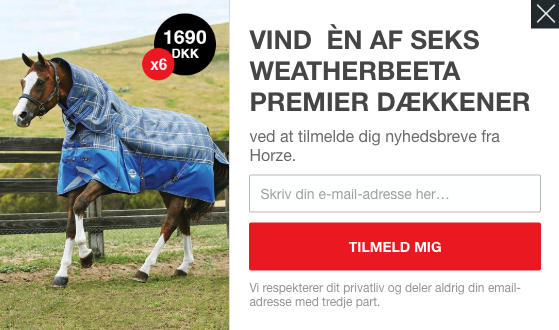 1690
DKK
x6
VIND ÈN AF SEKS
WEATHERBEETA
PREMIER DÆKKENER
ved at tilmelde dig nyhedsbreve fra
Horze.
Skriv din e-mail-adresse her…
TILMELD MIG
Vi respekterer dit privatliv og deler aldrig din email-
adresse med tredje part.